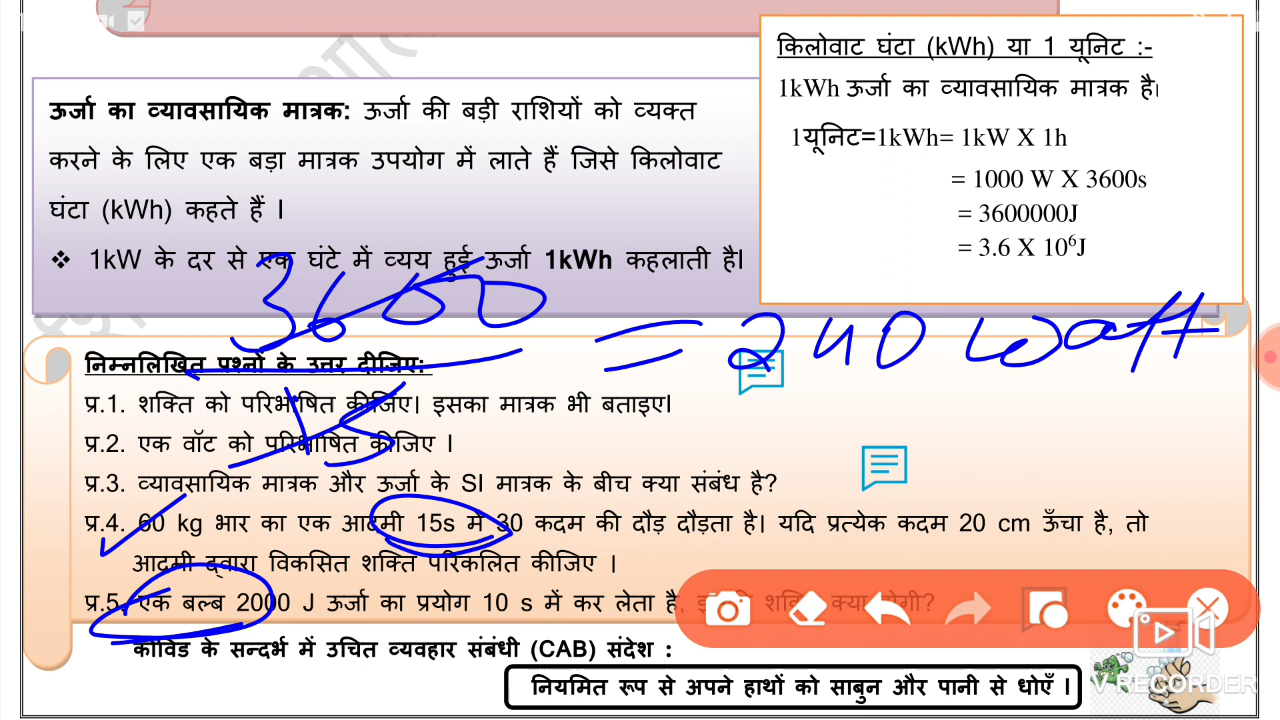 किलोवाट घंटा (kWh) या 1 यूनिट :-
1kWh ऊर्जा का व्यावसायिक मात्रक है।
1यूनिट=1kWh= 1kW X 1h
= 1000 W X 3600s
= 3600000J
= 3.6 X 10⁶J
ऊर्जा का व्यावसायिक मात्रक: ऊर्जा की बड़ी राशियों को व्यक्त
करने के लिए एक बड़ा मात्रक उपयोग में लाते हैं जिसे किलोवाट
घंटा (kWh) कहते हैं I
❖ 1kW के दर से एक घंटे में व्यय हुई ऊर्जा 1kWh कहलाती है।
3600
15
= 240 watt
निम्नलिखित प्रश्नों के उत्तर दीजिए:
प्र.1. शक्ति को परिभाषित कीजिए। इसका मात्रक भी बताइए।
प्र.2. एक वॉट को परिभाषित कीजिए I
प्र.3. व्यावसायिक मात्रक और ऊर्जा के SI मात्रक के बीच क्या संबंध है?
प्र.4. 60 kg भार का एक आदमी 15s में 30 कदम की दौड़ दौड़ता है। यदि प्रत्येक कदम 20 cm ऊँचा है, तो
आदमी द्वारा विकसित शक्ति परिकलित कीजिए ।
प्र.5. एक बल्ब 2000 J ऊर्जा का प्रयोग 10 s में कर लेता है,
कोविड के सन्दर्भ में उचित व्यवहार संबंधी (CAB) संदेश :
नियमित रूप से अपने हाथों को साबुन और पानी से धोएँ I
V RECORDER